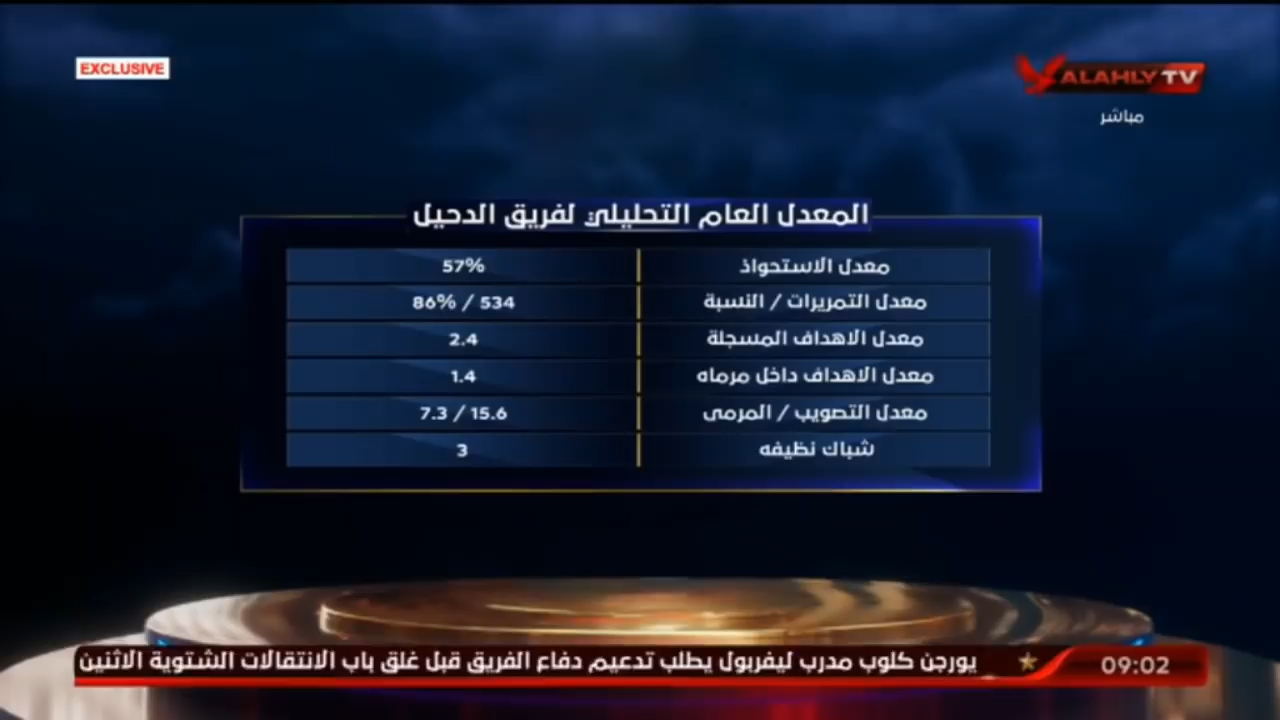 EXCLUSIVE
ALAHLY TV
مباشر
المعدل العام التحليلي لفريق الدحيل
معدل الاستحواذ 57%
معدل التمريرات / النسبة 534 / 86%
معدل الاهداف المسجلة 2.4
معدل الاهداف داخل مرماه 1.4
معدل التصويب / المرمى 15.6 / 7.3
شباك نظيفه 3
09:02 يورجن كلوب مدرب ليفربول يطلب تدعيم دفاع الفريق قبل غلق باب الانتقالات الشتوية الاثنين